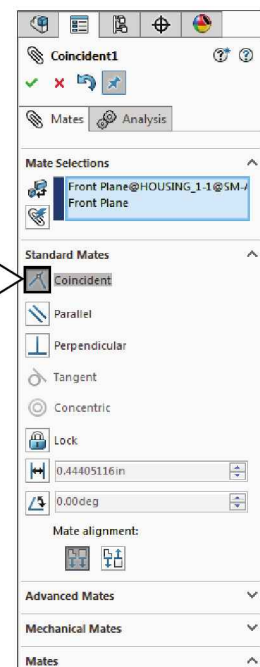 Coincident1
Mates
Analysis
Mate Selections
Front Plane@HOUSING_1-1@SM-
Front Plane
Standard Mates
Coincident
Parallel
Perpendicular
Tangent
Concentric
Lock
0.44405116in
0.00deg
Mate alignment:
Advanced Mates
Mechanical Mates
Mates